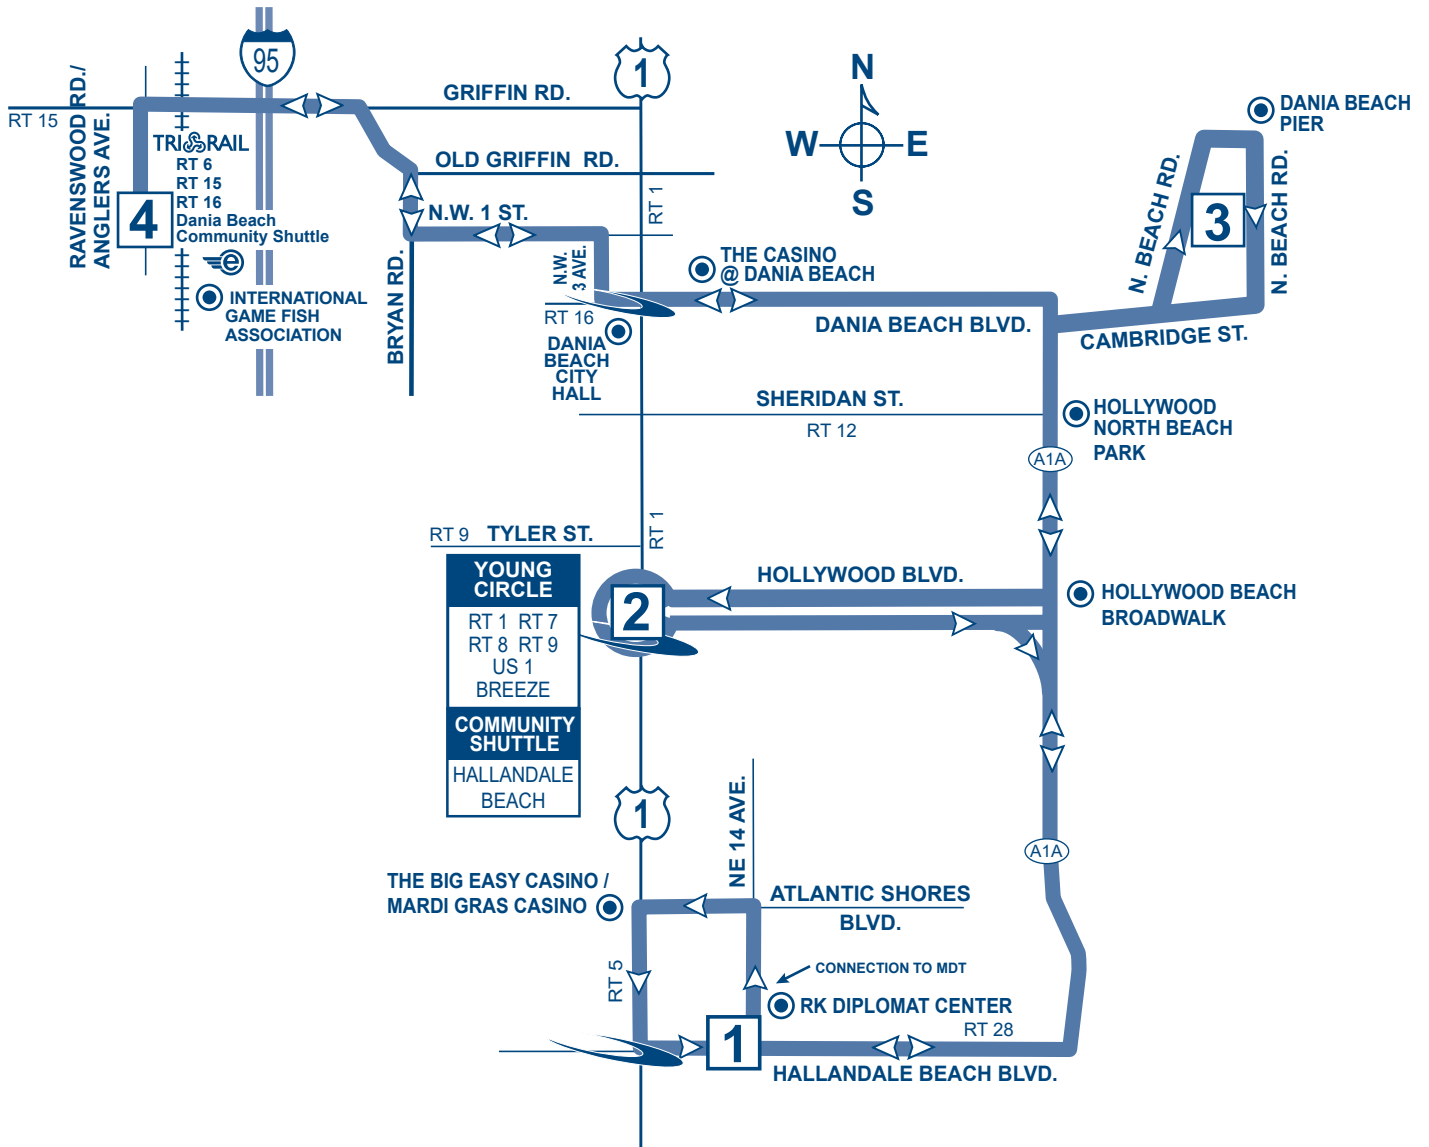 95
1
N
W
E
S
GRIFFIN RD.
RT 15
RAVENSWOOD RD./
ANGLERS AVE.
TRI RAIL
RT 6
RT 15
RT 16
Dania Beach
Community Shuttle
4
e
INTERNATIONAL
GAME FISH
ASSOCIATION
OLD GRIFFIN RD.
N.W. 1 ST.
RT 1
BRYAN RD.
N.W.
3 AVE.
RT 16
DANIA
BEACH
CITY
HALL
THE CASINO
@ DANIA BEACH
DANIA BEACH BLVD.
DANIA BEACH
PIER
N. BEACH RD.
3
N. BEACH RD.
CAMBRIDGE ST.
SHERIDAN ST.
RT 12
HOLLYWOOD
NORTH BEACH
PARK
A1A
RT 9 TYLER ST.
RT 1
YOUNG
CIRCLE
RT 1 RT 7
RT 8 RT 9
US 1
BREEZE
COMMUNITY
SHUTTLE
HALLANDALE
BEACH
2
HOLLYWOOD BLVD.
HOLLYWOOD BEACH
BROADWALK
1
A1A
NE 14 AVE.
THE BIG EASY CASINO /
MARDI GRAS CASINO
ATLANTIC SHORES
BLVD.
CONNECTION TO MDT
RT 5
RK DIPLOMAT CENTER
RT 28
1
HALLANDALE BEACH BLVD.